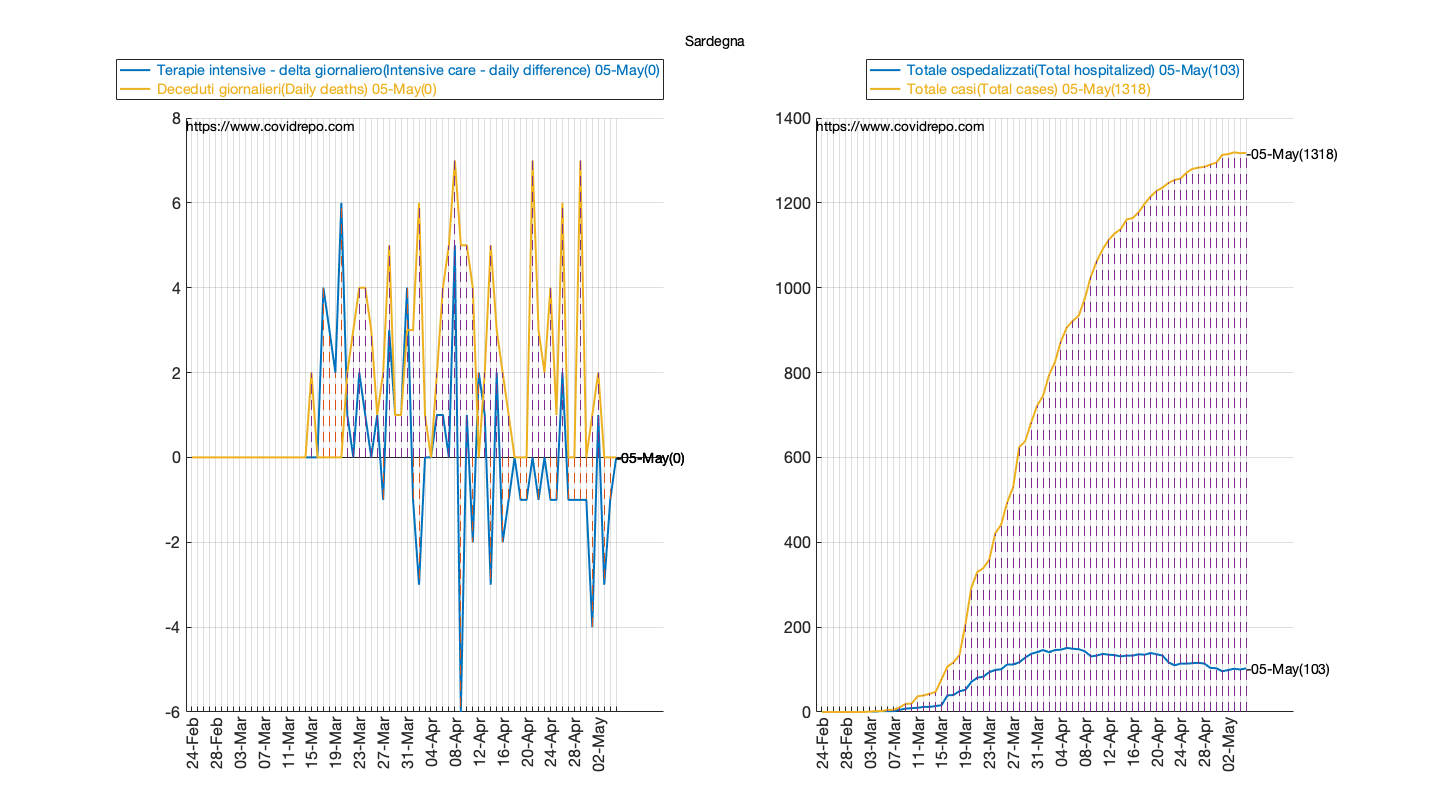 Sardegna
Terapie intensive - delta giornaliero(Intensive care - daily difference) 05-May(0)
Deceduti giornalieri(Daily deaths) 05-May(0)
https://www.covidrepo.com
8
6
4
2
0
-2
-4
-6
-05-May(0)
24-Feb
28-Feb
03-Mar
07-Mar
11-Mar
15-Mar
19-Mar
23-Mar
27-Mar
31-Mar
04-Apr
08-Apr
12-Apr
16-Apr
20-Apr
24-Apr
28-Apr
02-May
Totale ospedalizzati(Total hospitalized) 05-May(103)
Totale casi(Total cases) 05-May(1318)
https://www.covidrepo.com
1400
1200
1000
800
600
400
200
0
-05-May(1318)
-05-May(103)
24-Feb
28-Feb
03-Mar
07-Mar
11-Mar
15-Mar
19-Mar
23-Mar
27-Mar
31-Mar
04-Apr
08-Apr
12-Apr
16-Apr
20-Apr
24-Apr
28-Apr
02-May